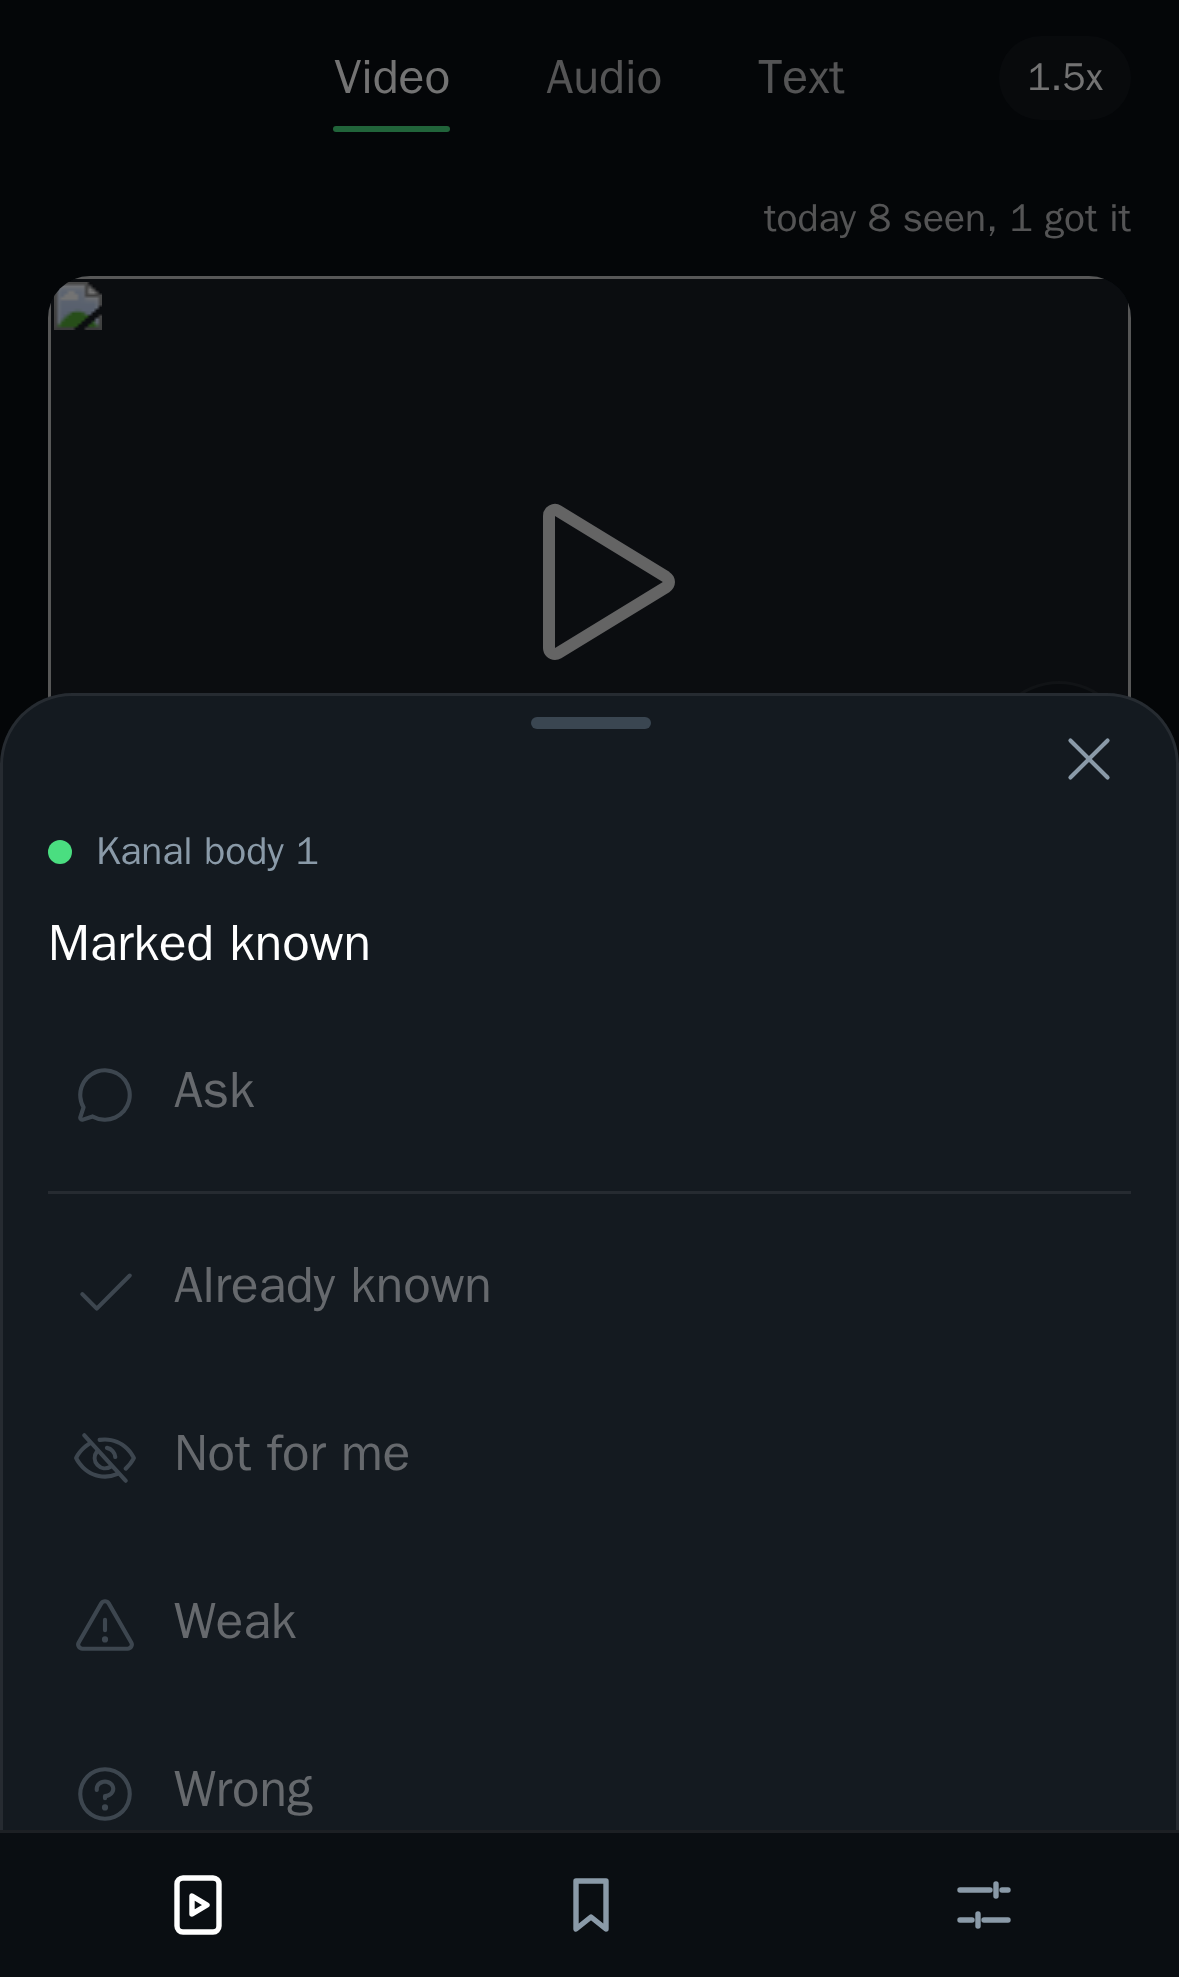 Video Audio Text 1.5x
today 8 seen, 1 got it
Kanal body 1
Marked known
Ask
Already known
Not for me
Weak
Wrong